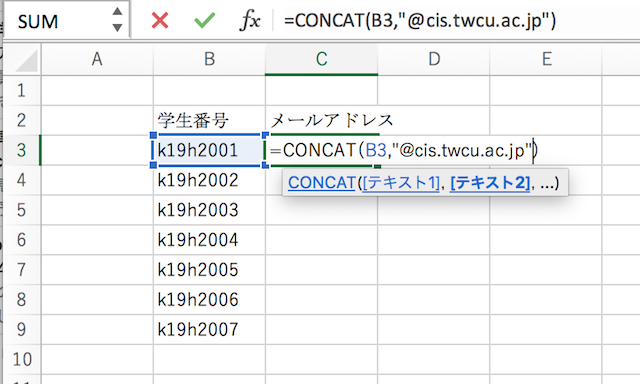 SUM fx =CONCAT(B3,"@cis.twcu.ac.jp")
A B C D E
1
2 学生番号 メールアドレス
3 k19h2001 =CONCAT(B3,"@cis.twcu.ac.jp")
CONCAT([テキスト1], [テキスト2], ...)
4 k19h2002
5 k19h2003
6 k19h2004
7 k19h2005
8 k19h2006
9 k19h2007
10